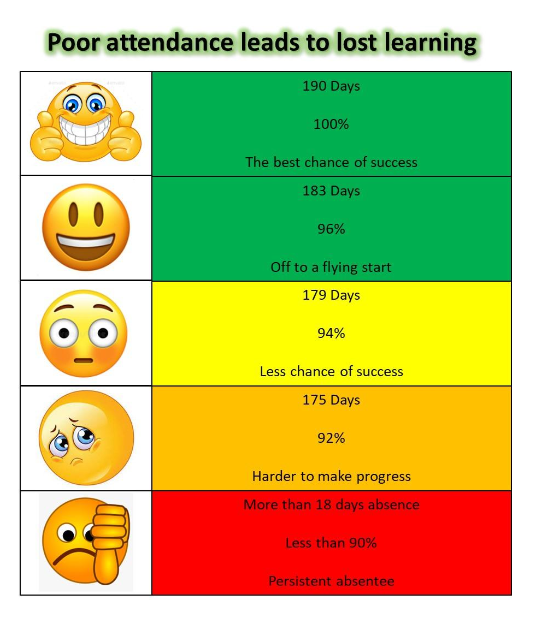 Poor attendance leads to lost learning
190 Days
100%
The best chance of success
183 Days
96%
Off to a flying start
179 Days
94%
Less chance of success
175 Days
92%
Harder to make progress
More than 18 days absence
Less than 90%
Persistent absentee